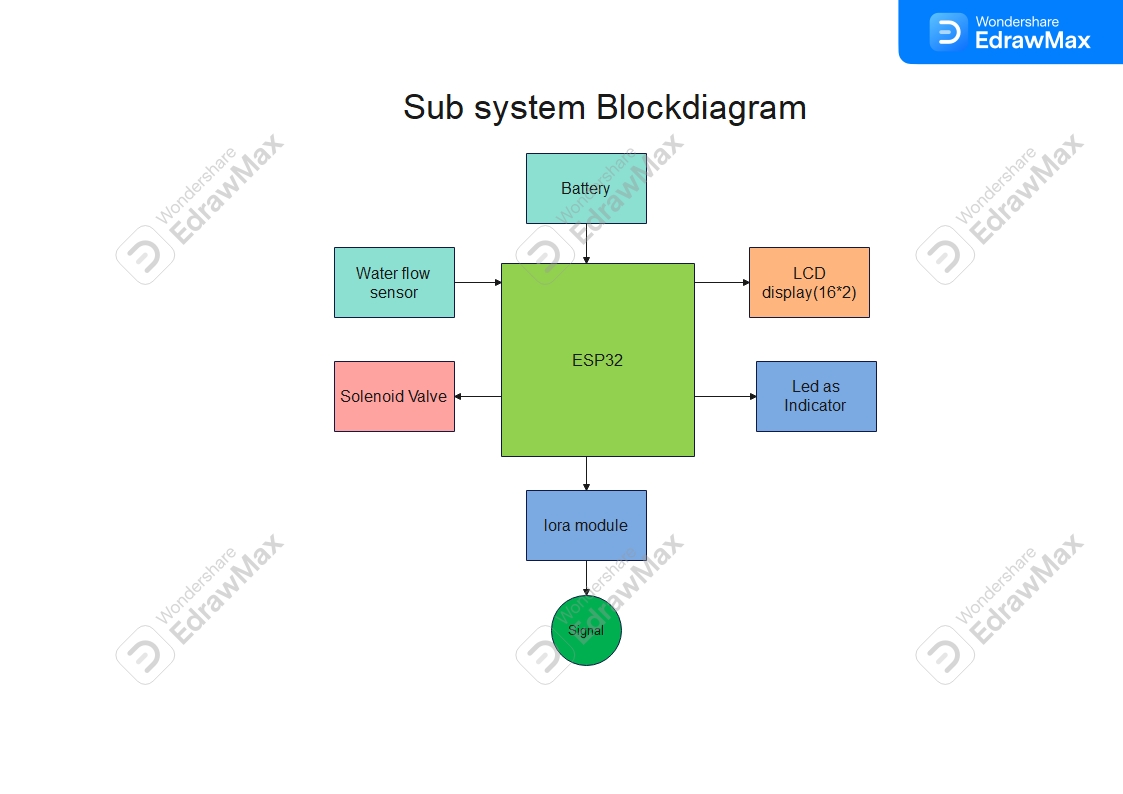 Wondershare
EdrawMax
Sub system Blockdiagram
Battery
Water flow
sensor
LCD
display(16*2)
ESP32
Solenoid Valve
Led as
Indicator
lora module
Signal
Wondershare
EdrawMax
Wondershare
EdrawMax
Wondershare
EdrawMax
Wondershare
EdrawMax
Wondershare
EdrawMax
Wondershare
EdrawMax